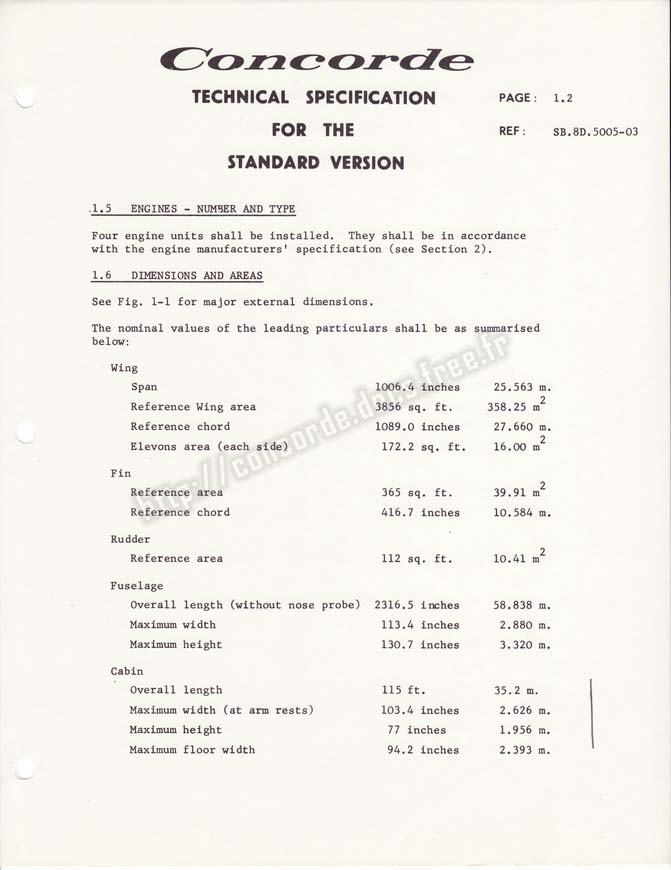 Concorde
TECHNICAL SPECIFICATION PAGE: 1.2
FOR THE REF: SB.8D.5005-03
STANDARD VERSION
.1.5 ENGINES - NUMBER AND TYPE
Four engine units shall be installed. They shall be in accordance
with the engine manufacturers' specification (see Section 2).
1.6 DIMENSIONS AND AREAS
See Fig. 1-1 for major external dimensions.
The nominal values of the leading particulars shall be as summarised
below:
Wing
Span 1006.4 inches 25.563 m.
Reference Wing area 3856 sq. ft. 358.25 m2
Reference chord 1089.0 inches 27.660 m.
Elevons area (each side) 172.2 sq. ft. 16.00 m2
Fin
Reference area 365 sq. ft. 39.91 m2
Reference chord 416.7 inches 10.584 m.
Rudder
Reference area 112 sq. ft. 10.41 m2
Fuselage
Overall length (without nose probe) 2316.5 inches 58.838 m.
Maximum width 113.4 inches 2.880 m.
Maximum height 130.7 inches 3.320 m.
Cabin
Overall length 115 ft. 35.2 m.
Maximum width (at arm rests) 103.4 inches 2.626 m.
Maximum height 77 inches 1.956 m.
Maximum floor width 94.2 inches 2.393 m.
http://concorde.docs.free.fr